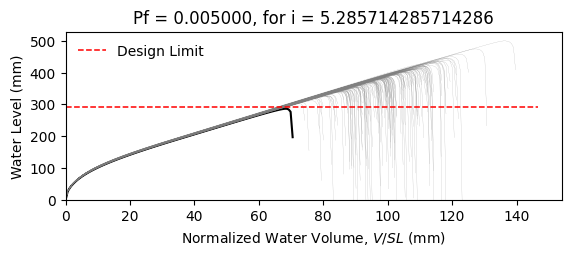 Pf = 0.005000, for i = 5.285714285714286
Design Limit
Water Level (mm)
500
400
300
200
100
0
0 20 40 60 80 100 120 140
Normalized Water Volume, V/SL (mm)